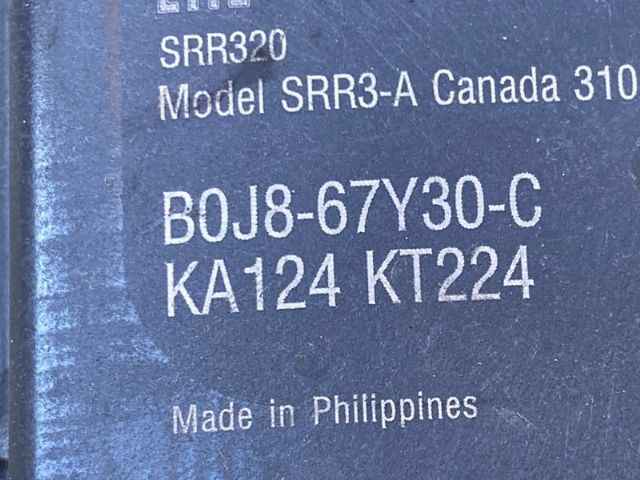 SRR320
Model SRR3-A Canada 310
B0J8-67Y30-C
KA124 KT224
Made in Philippines